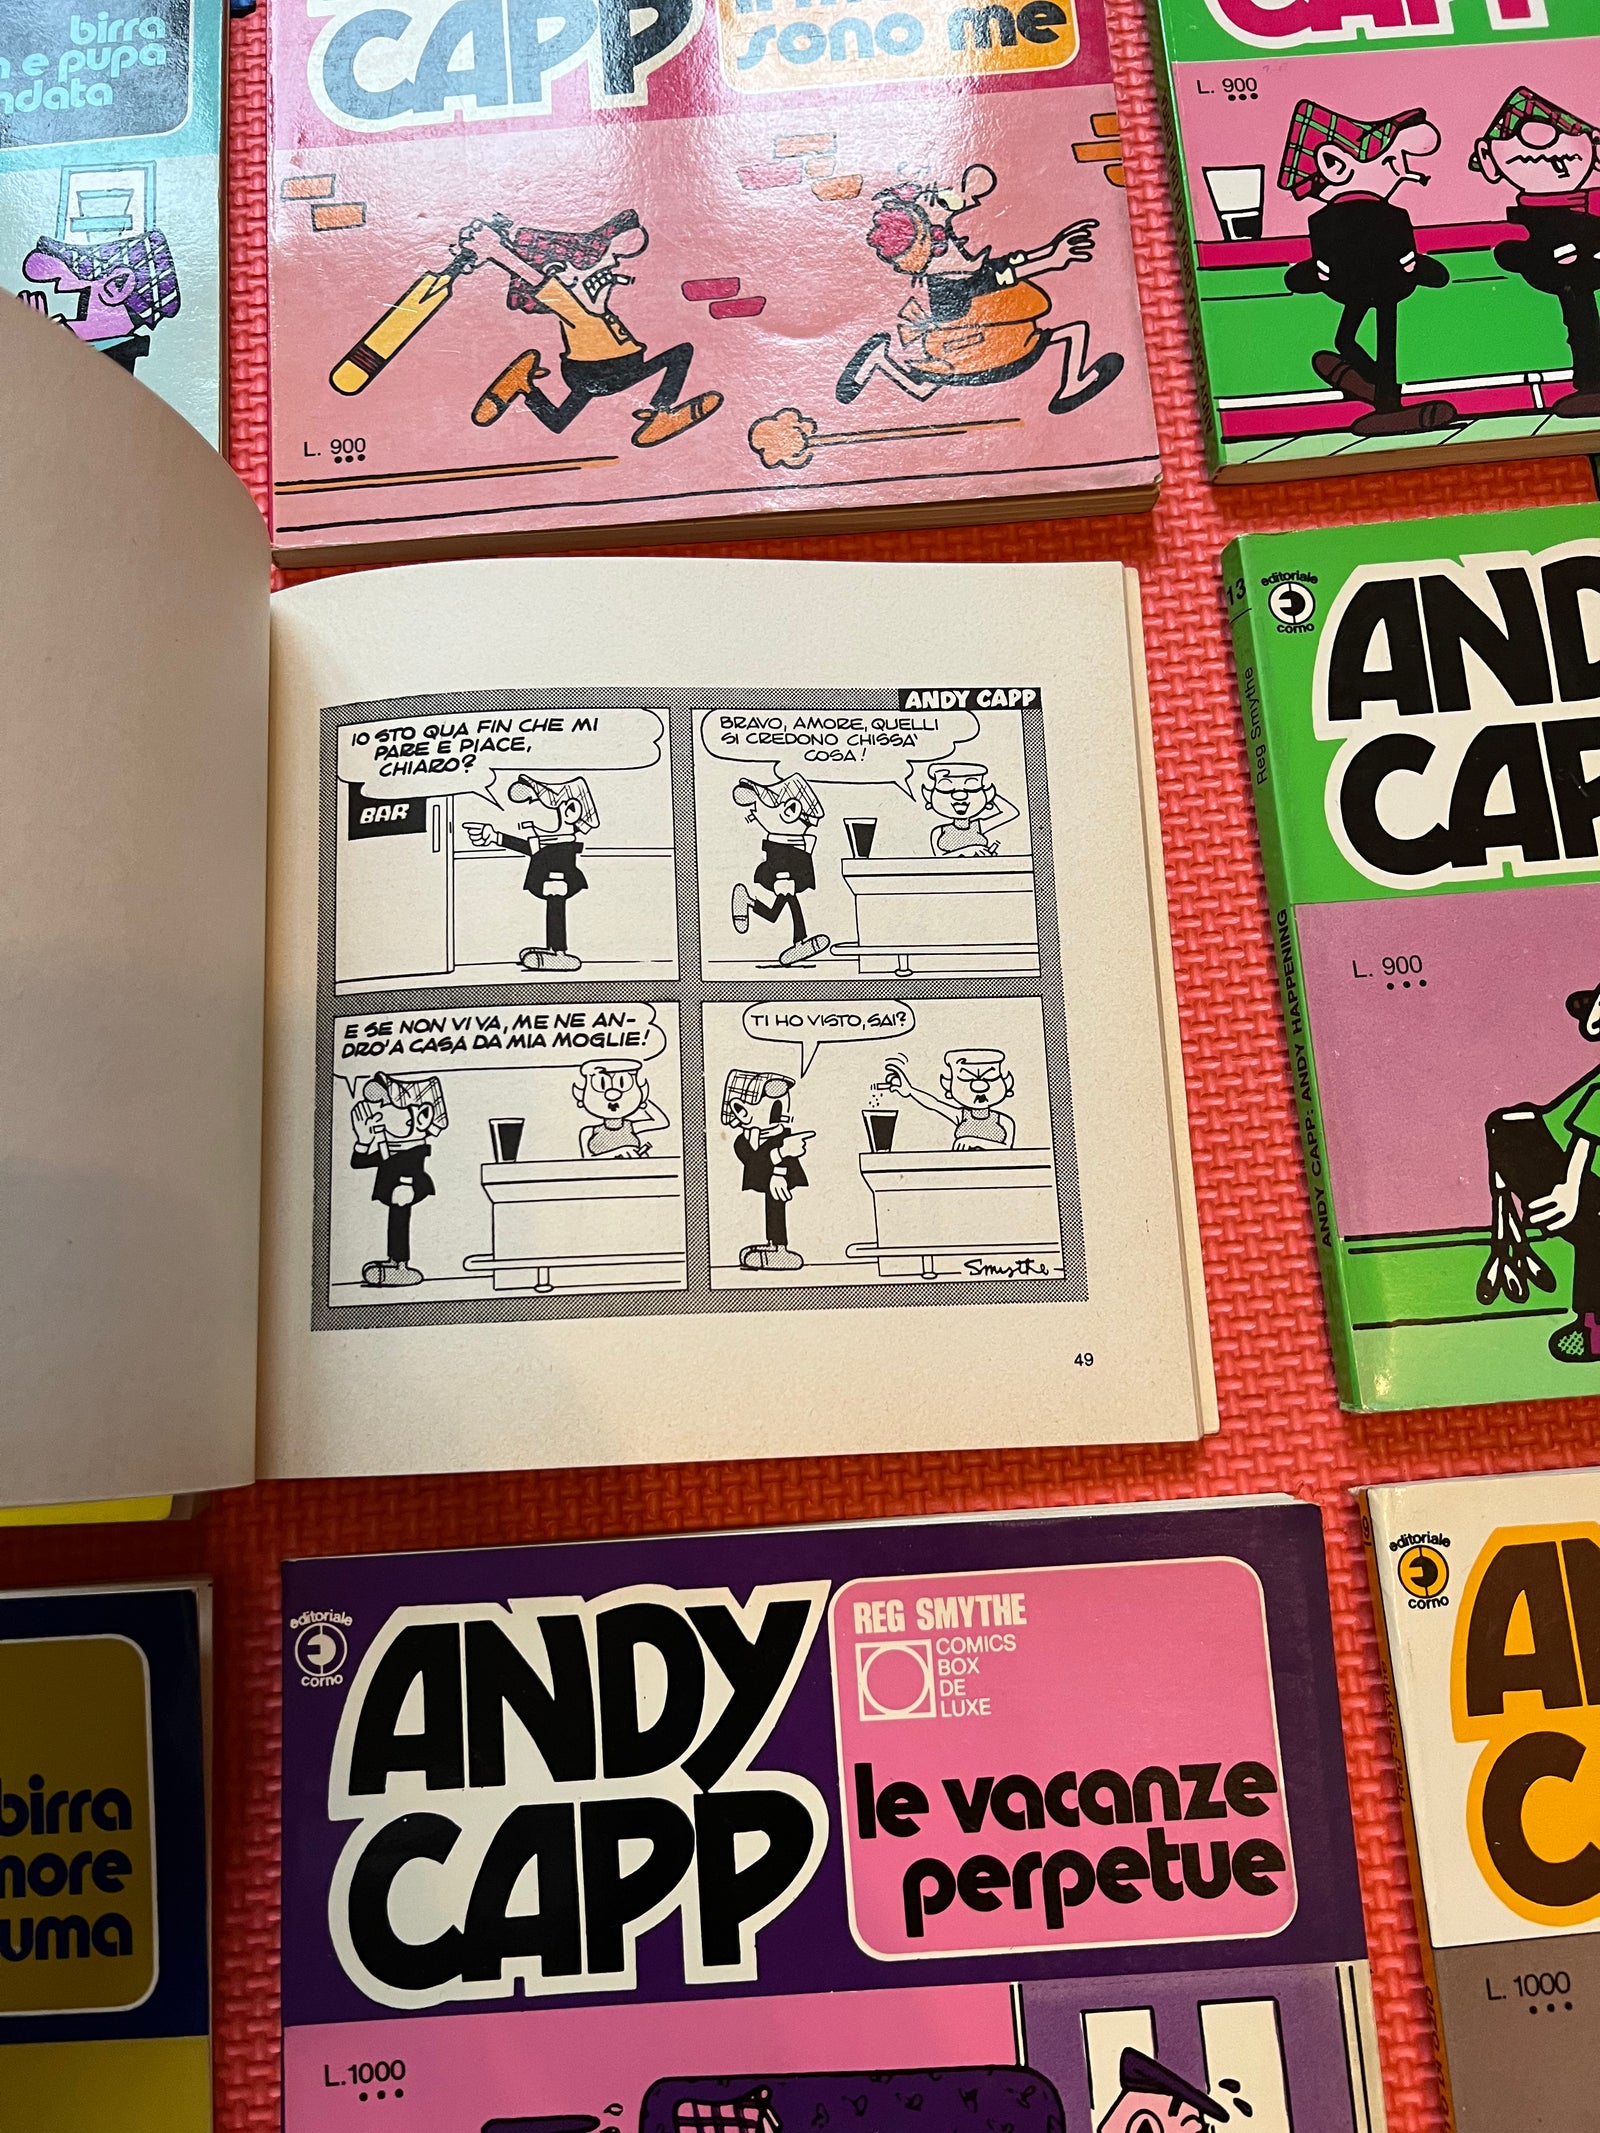 birra
e pupa
CAPP
sono me
CAPP
L. 900
L. 900
ANDY CAPP
IO STO QUA FIN CHE MI
PARE E PIACE,
CHIARO?
BAR
BRAVO, AMORE, QUELLI
SI CREDONO CHISSA'
COSA!
E SE NON VI VA, ME NE AN-
DRO' A CASA DA MIA MOGLIE!
TI HO VISTO, SAI?
Smythe
49
13
editoriale
corno
Reg Smythe
ANDY CAPP: ANDY HAPPENING
L. 900
editoriale
corno
ANDY
CAPP
REG SMYTHE
COMICS
BOX
DE
LUXE
le vacanze
perpetue
L.1000
birra
editoriale
corno
Reg Smythe
L. 1000